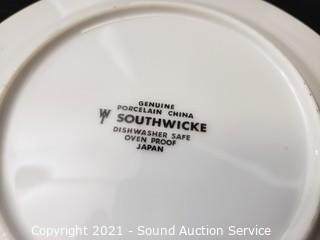 GENUINE
PORCELAIN CHINA
W SOUTHWICKE
DISHWASHER SAFE
OVEN PROOF
JAPAN
Copyright 2021 - Sound Auction Service